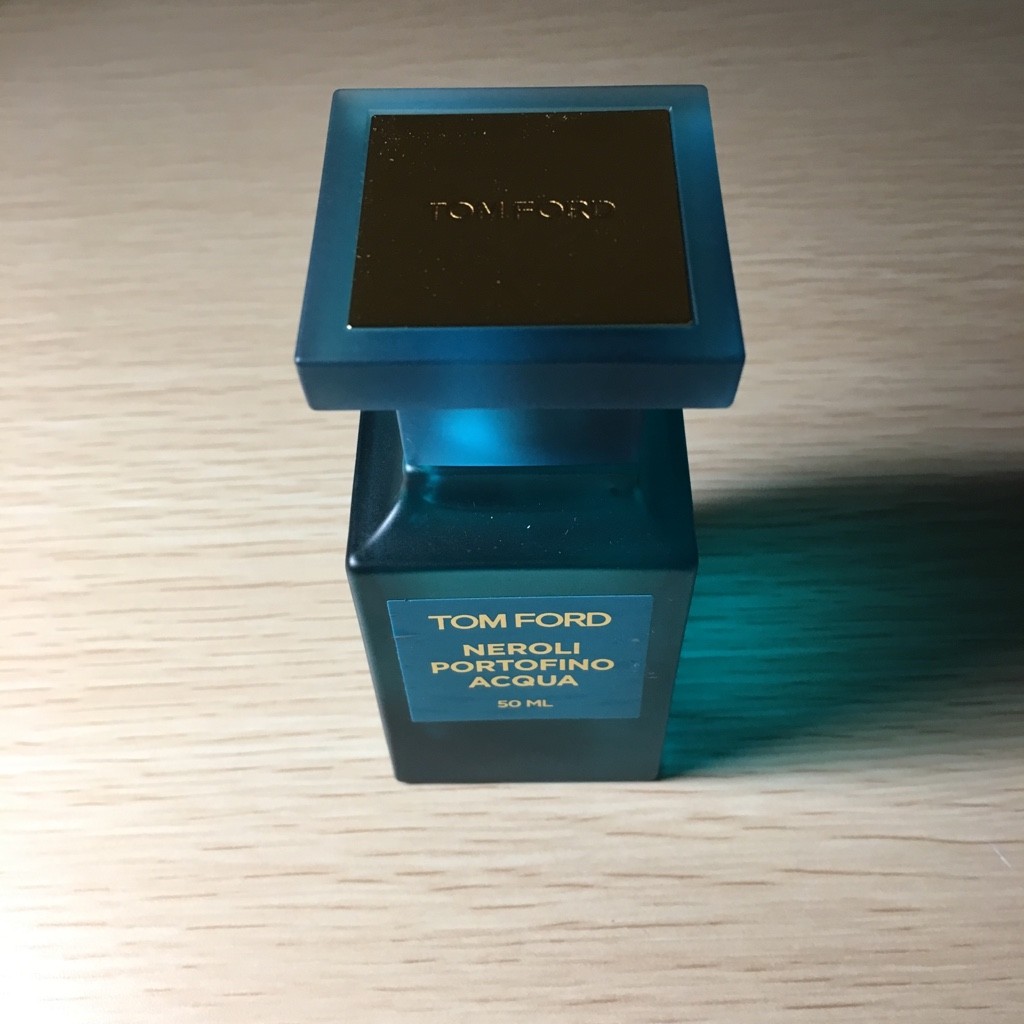 TOM FORD
TOM FORD
NEROLI
PORTOFINO
ACQUA
50 ML